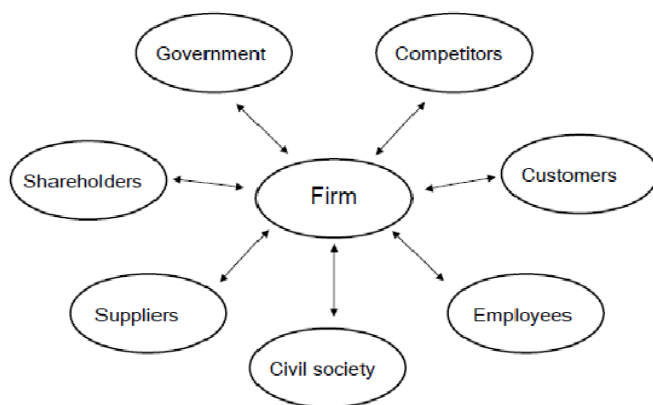 Government
Competitors
Shareholders
Firm
Customers
Suppliers
Employees
Civil society